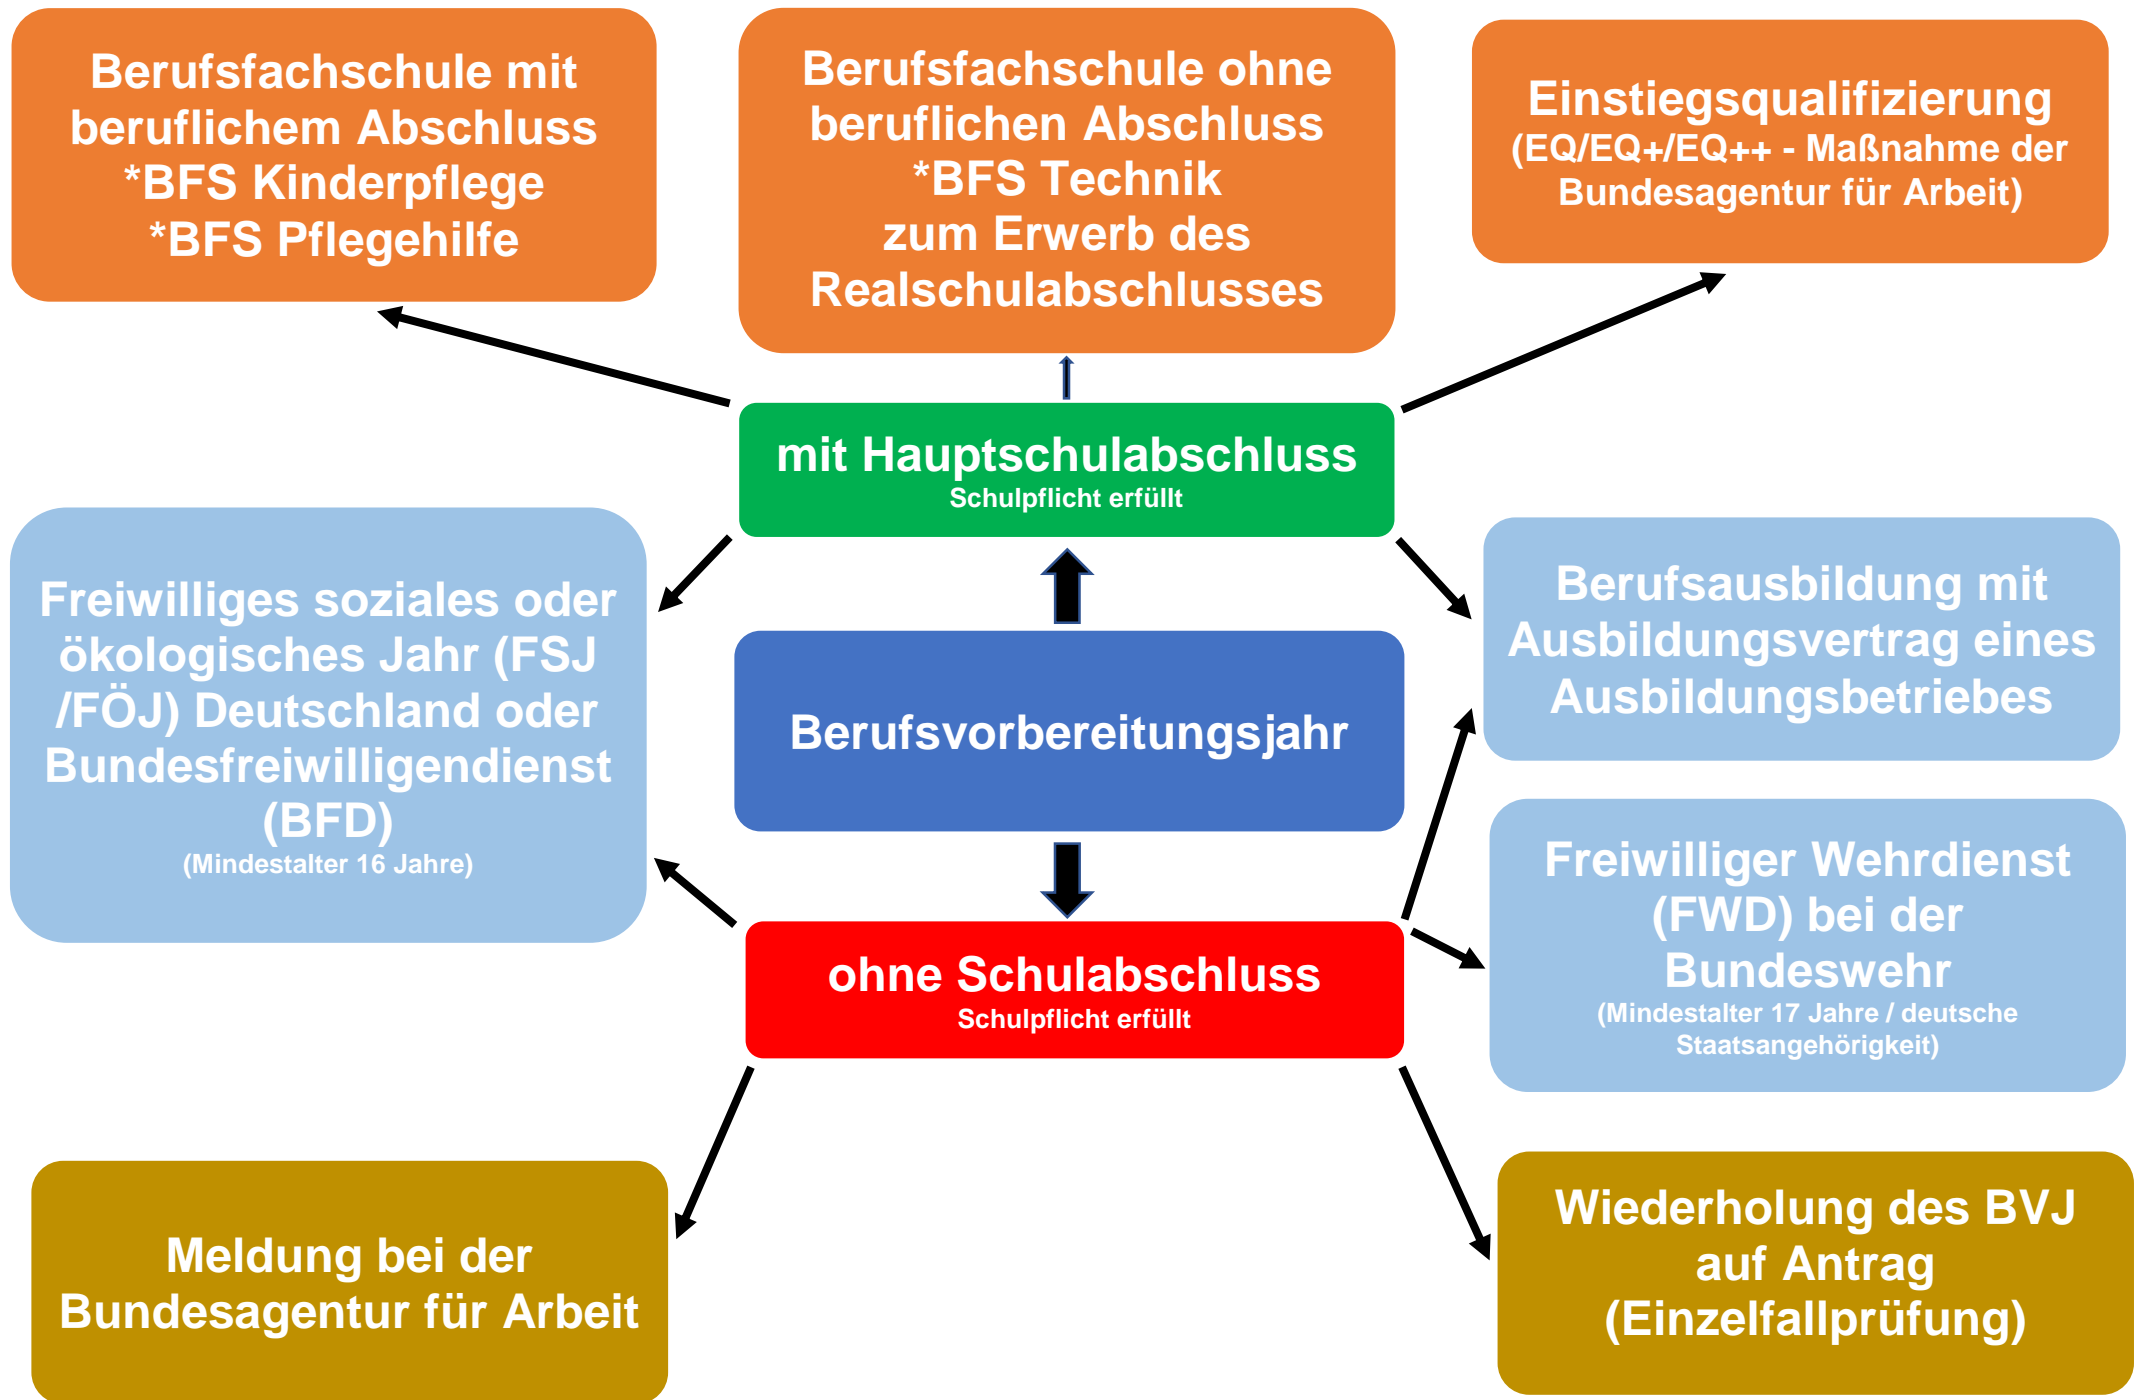 Berufsfachschule mit
beruflichem Abschluss
*BFS Kinderpflege
*BFS Pflegehilfe
Berufsfachschule ohne
beruflichen Abschluss
*BFS Technik
zum Erwerb des
Realschulabschlusses
Einstiegsqualifizierung
(EQ/EQ+/EQ++ - Maßnahme der
Bundesagentur für Arbeit)
mit Hauptschulabschluss
Schulpflicht erfüllt
Freiwilliges soziales oder
ökologisches Jahr (FSJ
/FÖJ) Deutschland oder
Bundesfreiwilligendienst
(BFD)
(Mindestalter 16 Jahre)
Berufsvorbereitungsjahr
Berufsausbildung mit
Ausbildungsvertrag eines
Ausbildungsbetriebes
Freiwilliger Wehrdienst
(FWD) bei der
Bundeswehr
(Mindestalter 17 Jahre / deutsche
Staatsangehörigkeit)
ohne Schulabschluss
Schulpflicht erfüllt
Meldung bei der
Bundesagentur für Arbeit
Wiederholung des BVJ
auf Antrag
(Einzelfallprüfung)